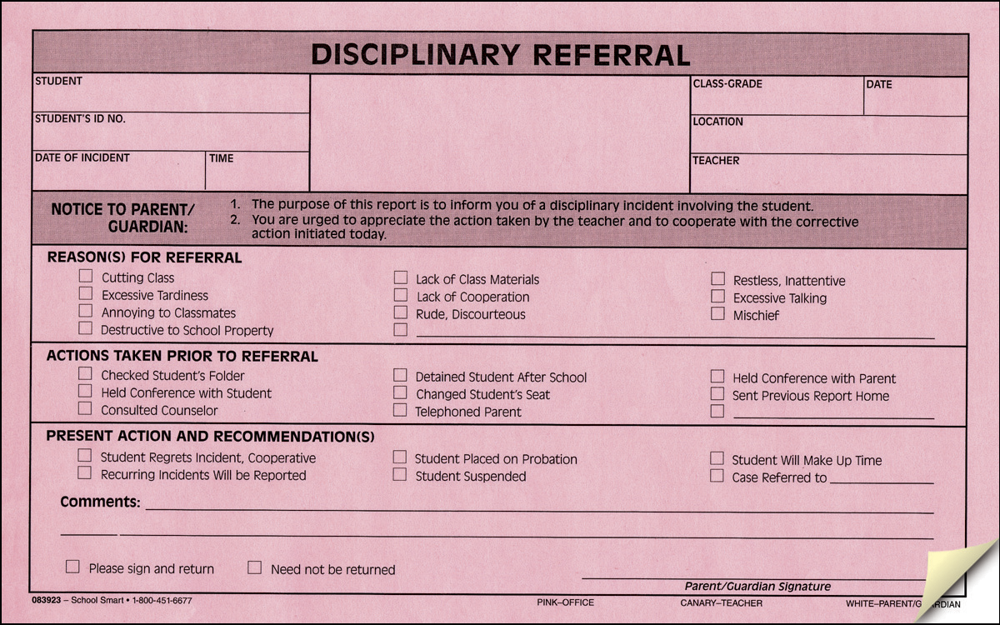 DISCIPLINARY REFERRAL
STUDENT
CLASS-GRADE DATE
STUDENT'S ID NO.
LOCATION
DATE OF INCIDENT TIME
TEACHER
NOTICE TO PARENT/
GUARDIAN:
1. The purpose of this report is to inform you of a disciplinary incident involving the student.
2. You are urged to appreciate the action taken by the teacher and to cooperate with the corrective
action initiated today.
REASON(S) FOR REFERRAL
Cutting Class Lack of Class Materials Restless, Inattentive
Excessive Tardiness Lack of Cooperation Excessive Talking
Annoying to Classmates Rude, Discourteous Mischief
Destructive to School Property
ACTIONS TAKEN PRIOR TO REFERRAL
Checked Student's Folder Detained Student After School Held Conference with Parent
Held Conference with Student Changed Student's Seat Sent Previous Report Home
Consulted Counselor Telephoned Parent
PRESENT ACTION AND RECOMMENDATION(S)
Student Regrets Incident, Cooperative Student Placed on Probation Student Will Make Up Time
Recurring Incidents Will be Reported Student Suspended Case Referred to
Comments:
Please sign and return Need not be returned
Parent/Guardian Signature
083923 – School Smart • 1-800-451-6677 PINK–OFFICE CANARY–TEACHER WHITE–PARENT/GUARDIAN